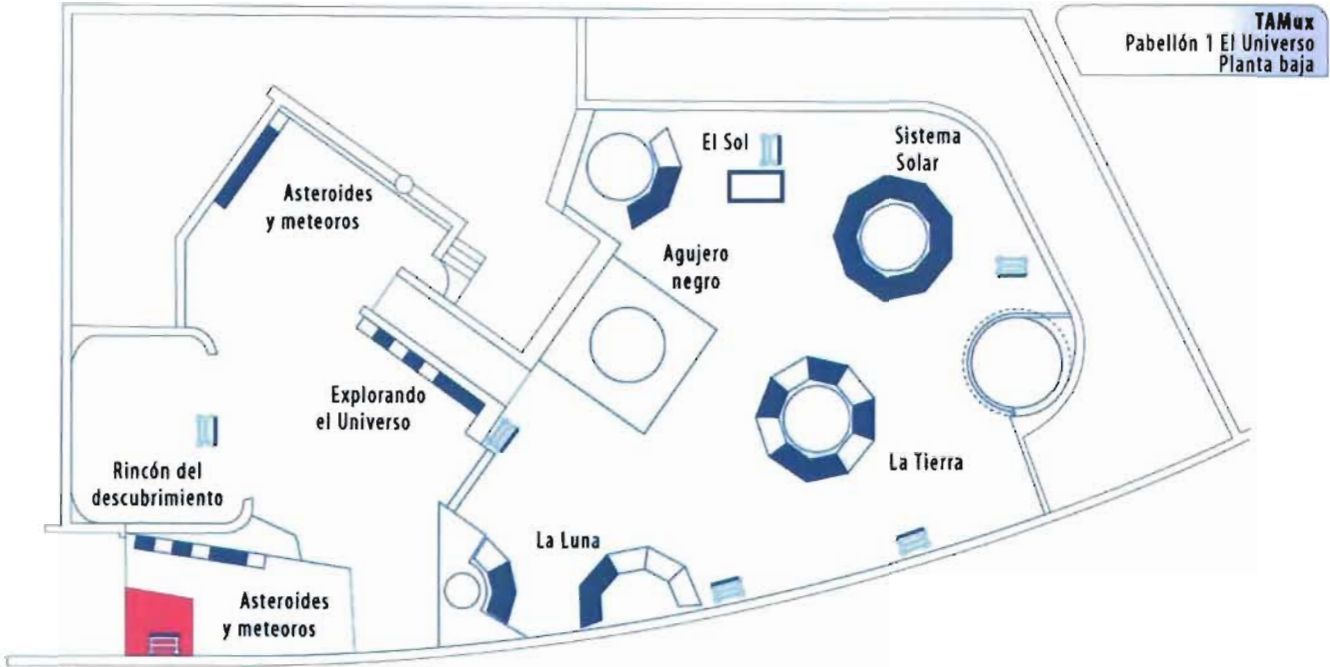 TAMux
Pabellón 1 El Universo
Planta baja
El Sol
Sistema
Solar
Asteroides
y meteoros
Agujero
negro
Explorando
el Universo
La Tierra
Rincón del
descubrimiento
La Luna
Asteroides
y meteoros